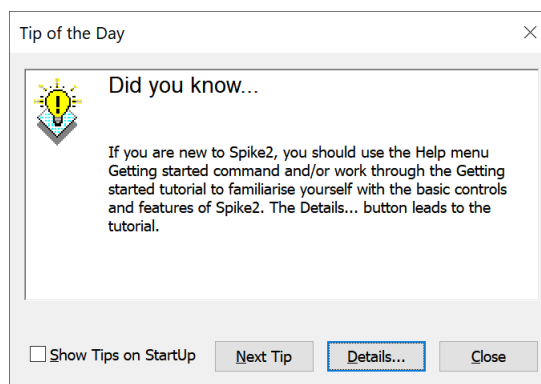 Tip of the Day
Did you know...
If you are new to Spike2, you should use the Help menu
Getting started command and/or work through the Getting
started tutorial to familiarise yourself with the basic controls
and features of Spike2. The Details... button leads to the
tutorial.
Show Tips on StartUp
Next Tip
Details...
Close